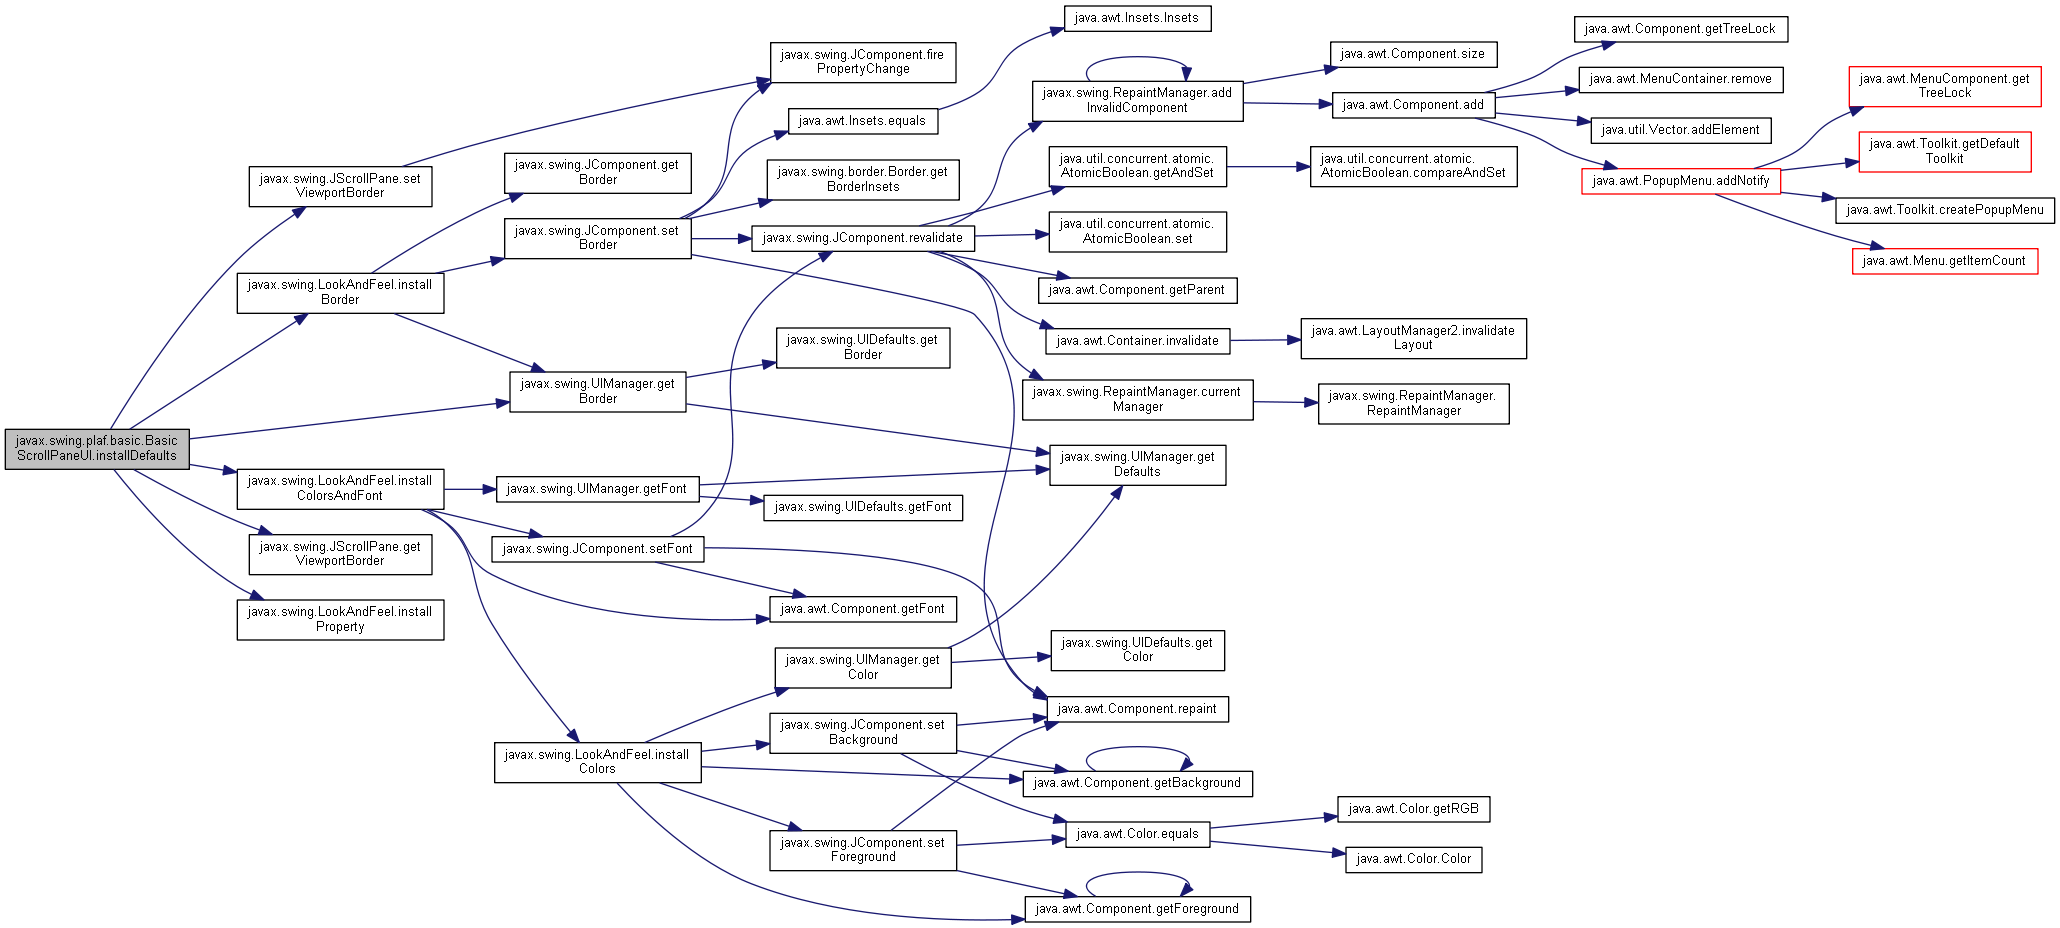 javax.swing.plaf.basic.Basic
ScrollPaneUI.installDefaults
javax.swing.JScrollPane.set
ViewportBorder
javax.swing.LookAndFeel.install
Border
javax.swing.LookAndFeel.install
ColorsAndFont
javax.swing.JScrollPane.get
ViewportBorder
javax.swing.LookAndFeel.install
Property
javax.swing.JComponent.get
Border
javax.swing.JComponent.set
Border
javax.swing.UIManager.get
Border
javax.swing.UIManager.getFont
javax.swing.JComponent.setFont
javax.swing.LookAndFeel.install
Colors
javax.swing.JComponent.fire
PropertyChange
java.awt.Insets.equals
javax.swing.border.Border.get
BorderInsets
javax.swing.JComponent.revalidate
javax.swing.UIDefaults.get
Border
javax.swing.UIDefaults.getFont
java.awt.Component.getFont
javax.swing.UIManager.get
Color
javax.swing.JComponent.set
Background
javax.swing.JComponent.set
Foreground
java.awt.Insets.Insets
javax.swing.RepaintManager.add
InvalidComponent
java.util.concurrent.atomic.
AtomicBoolean.getAndSet
java.util.concurrent.atomic.
AtomicBoolean.set
java.awt.Component.getParent
java.awt.Container.invalidate
javax.swing.RepaintManager.current
Manager
javax.swing.UIManager.get
Defaults
javax.swing.UIDefaults.get
Color
java.awt.Component.repaint
java.awt.Component.getBackground
java.awt.Color.equals
java.awt.Component.getForeground
java.awt.Component.size
java.awt.Component.add
java.util.concurrent.atomic.
AtomicBoolean.compareAndSet
java.awt.LayoutManager2.invalidate
Layout
javax.swing.RepaintManager.
RepaintManager
java.awt.Color.getRGB
java.awt.Color.Color
java.awt.Component.getTreeLock
java.awt.MenuContainer.remove
java.util.Vector.addElement
java.awt.PopupMenu.addNotify
java.awt.MenuComponent.get
TreeLock
java.awt.Toolkit.getDefault
Toolkit
java.awt.Toolkit.createPopupMenu
java.awt.Menu.getItemCount